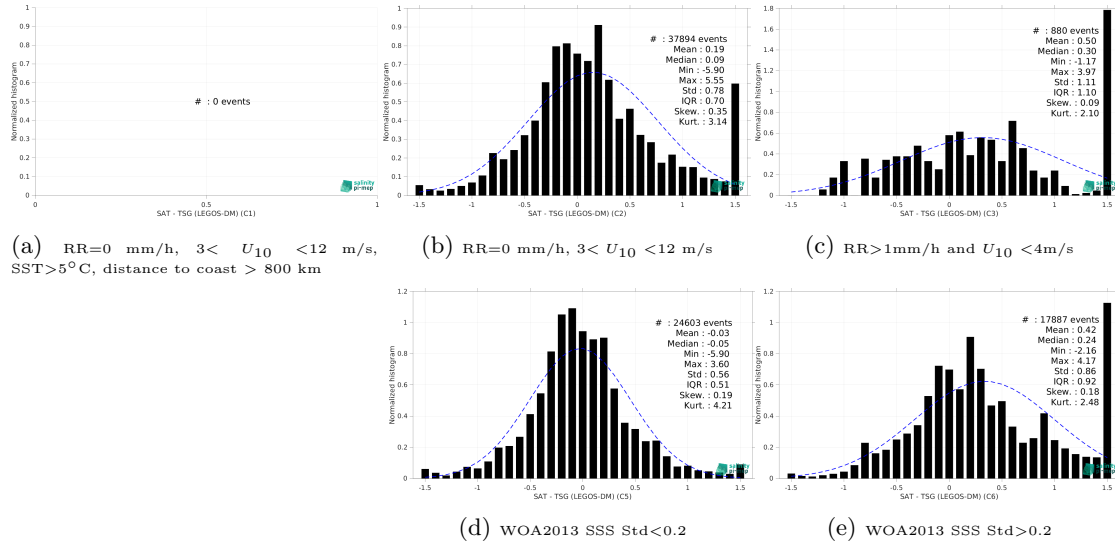 1
0.9
0.8
0.7
0.6
0.5
0.4
0.3
0.2
0.1
0
Normalized histogram
# : 0 events
0 0.5 1
SAT - TSG (LEGOS-DM) (C1)
salinity
pi-mep
(a) RR=0 mm/h, 3< U10 <12 m/s,
SST>5°C, distance to coast > 800 km
1
0.9
0.8
0.7
0.6
0.5
0.4
0.3
0.2
0.1
0
Normalized histogram
# : 37894 events
Mean : 0.19
Median : 0.09
Min : -5.90
Max : 5.55
Std : 0.78
IQR : 0.70
Skew. : 0.35
Kurt. : 3.14
-1.5 -1 -0.5 0 0.5 1 1.5
SAT - TSG (LEGOS-DM) (C2)
salinity
pi-mep
(b) RR=0 mm/h, 3< U10 <12 m/s
1.8
1.6
1.4
1.2
1
0.8
0.6
0.4
0.2
0
Normalized histogram
# : 880 events
Mean : 0.50
Median : 0.30
Min : -1.17
Max : 3.97
Std : 1.11
IQR : 1.10
Skew. : 0.09
Kurt. : 2.10
-1.5 -1 -0.5 0 0.5 1 1.5
SAT - TSG (LEGOS-DM) (C3)
salinity
pi-mep
(c) RR>1mm/h and U10 <4m/s
1.2
1
0.8
0.6
0.4
0.2
0
Normalized histogram
# : 24603 events
Mean : -0.03
Median : -0.05
Min : -5.90
Max : 3.60
Std : 0.56
IQR : 0.51
Skew. : 0.19
Kurt. : 4.21
-1.5 -1 -0.5 0 0.5 1 1.5
SAT - TSG (LEGOS-DM) (C5)
salinity
pi-mep
(d) WOA2013 SSS Std<0.2
1.2
1
0.8
0.6
0.4
0.2
0
Normalized histogram
# : 17887 events
Mean : 0.42
Median : 0.24
Min : -2.16
Max : 4.17
Std : 0.86
IQR : 0.92
Skew. : 0.18
Kurt. : 2.48
-1.5 -1 -0.5 0 0.5 1 1.5
SAT - TSG (LEGOS-DM) (C6)
salinity
pi-mep
(e) WOA2013 SSS Std>0.2